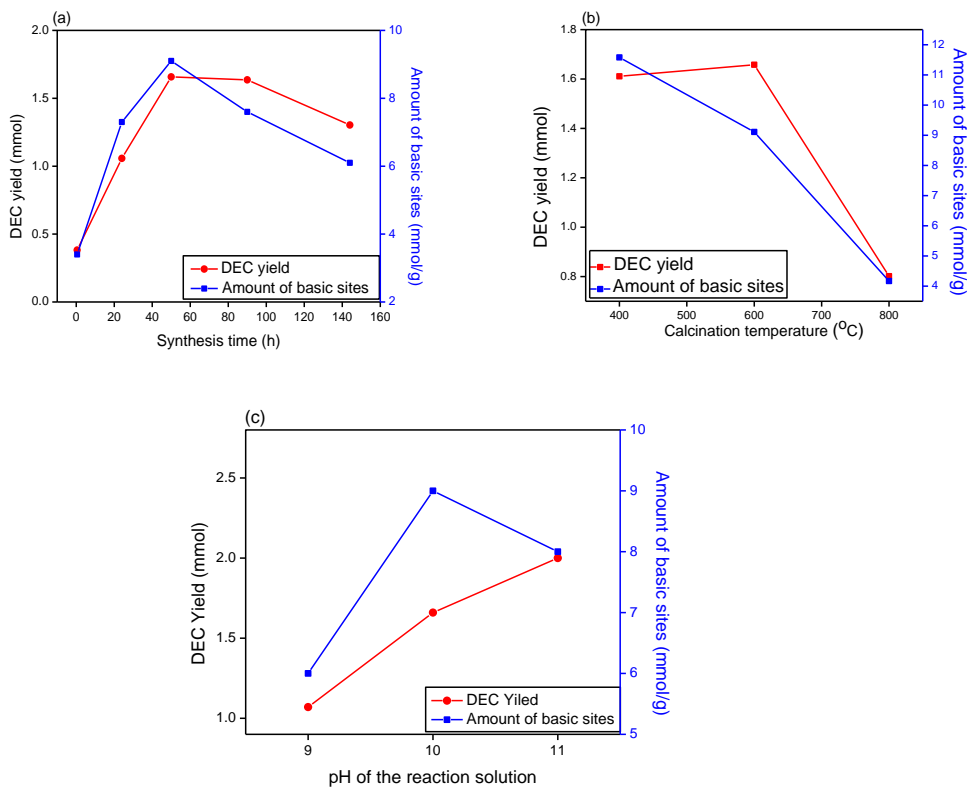 (a)
2.0
1.5
1.0
0.5
0.0
DEC yield (mmol)
10
8
6
4
2
Amount of basic sites (mmol/g)
DEC yield
Amount of basic sites
0 20 40 60 80 100 120 140 160
Synthesis time (h)
(b)
1.8
1.6
1.4
1.2
1.0
0.8
DEC yield (mmol)
12
11
10
9
8
7
6
5
4
Amount of basic sites (mmol/g)
DEC yield
Amount of basic sites
400 500 600 700 800
Calcination temperature (OC)
(c)
2.5
2.0
1.5
1.0
DEC Yield (mmol)
10
9
8
7
6
5
Amount of basic sites (mmol/g)
DEC Yiled
Amount of basic sites
9 10 11
pH of the reaction solution